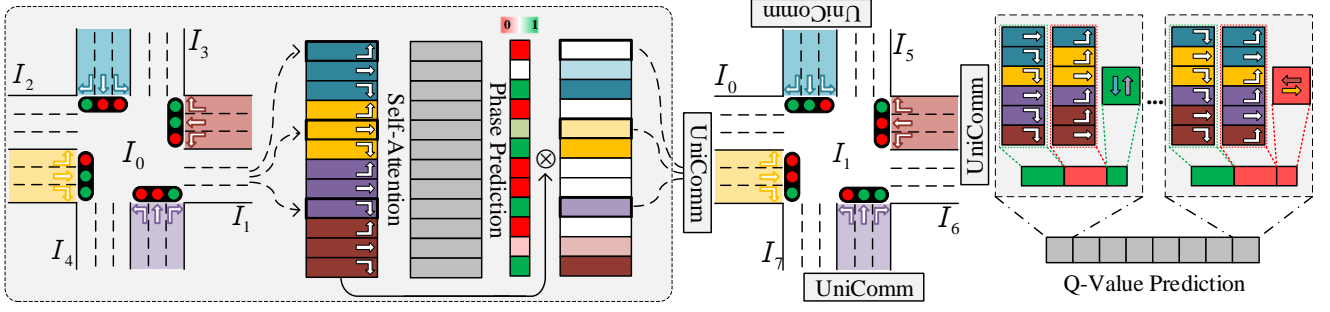 I2
I3
I0
I4
I1
Self-Attention
0 1
Phase Prediction
⊗
UniComm
UniComm
I0
I5
I1
I7
I6
UniComm
UniComm
...
Q-Value Prediction